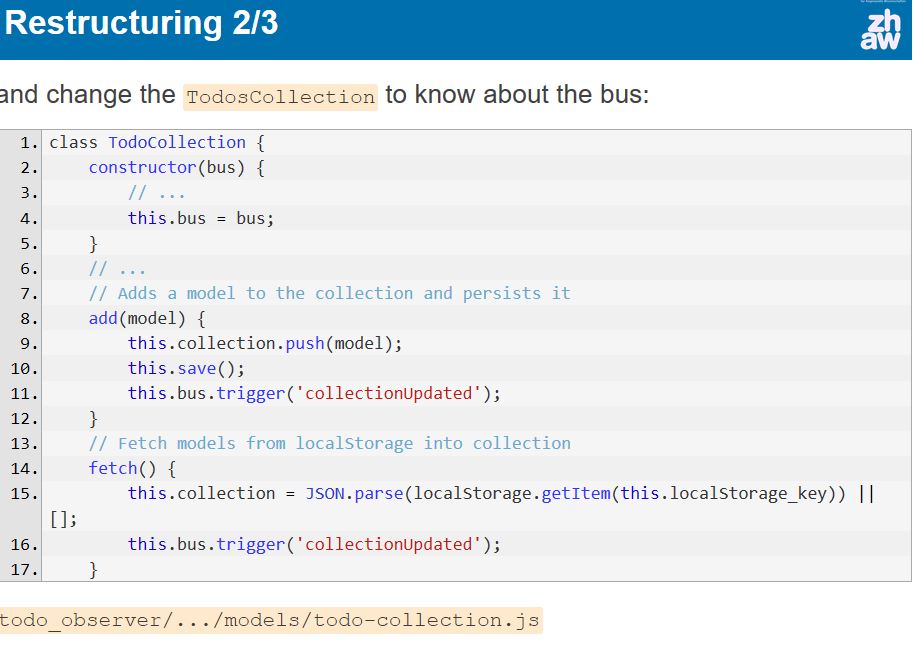 Restructuring 2/3
zh
aw
and change the TodosCollection to know about the bus:
1. class TodoCollection {
2.     constructor(bus) {
3.         // ...
4.         this.bus = bus;
5.     }
6.     // ...
7.     // Adds a model to the collection and persists it
8.     add(model) {
9.         this.collection.push(model);
10.         this.save();
11.         this.bus.trigger('collectionUpdated');
12.     }
13.     // Fetch models from localStorage into collection
14.     fetch() {
15.         this.collection = JSON.parse(localStorage.getItem(this.localStorage_key)) ||
[];
16.         this.bus.trigger('collectionUpdated');
17.     }
todo_observer/.../models/todo-collection.js